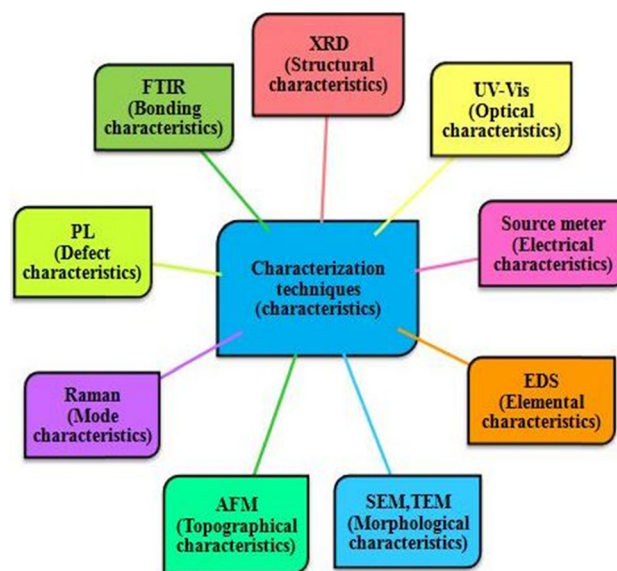 XRD
(Structural
characteristics)
FTIR
(Bonding
characteristics)
UV-Vis
(Optical
characteristics)
PL
(Defect
characteristics)
Characterization
techniques
(characteristics)
Source meter
(Electrical
characteristics)
Raman
(Mode
characteristics)
EDS
(Elemental
characteristics)
AFM
(Topographical
characteristics)
SEM,TEM
(Morphological
characteristics)